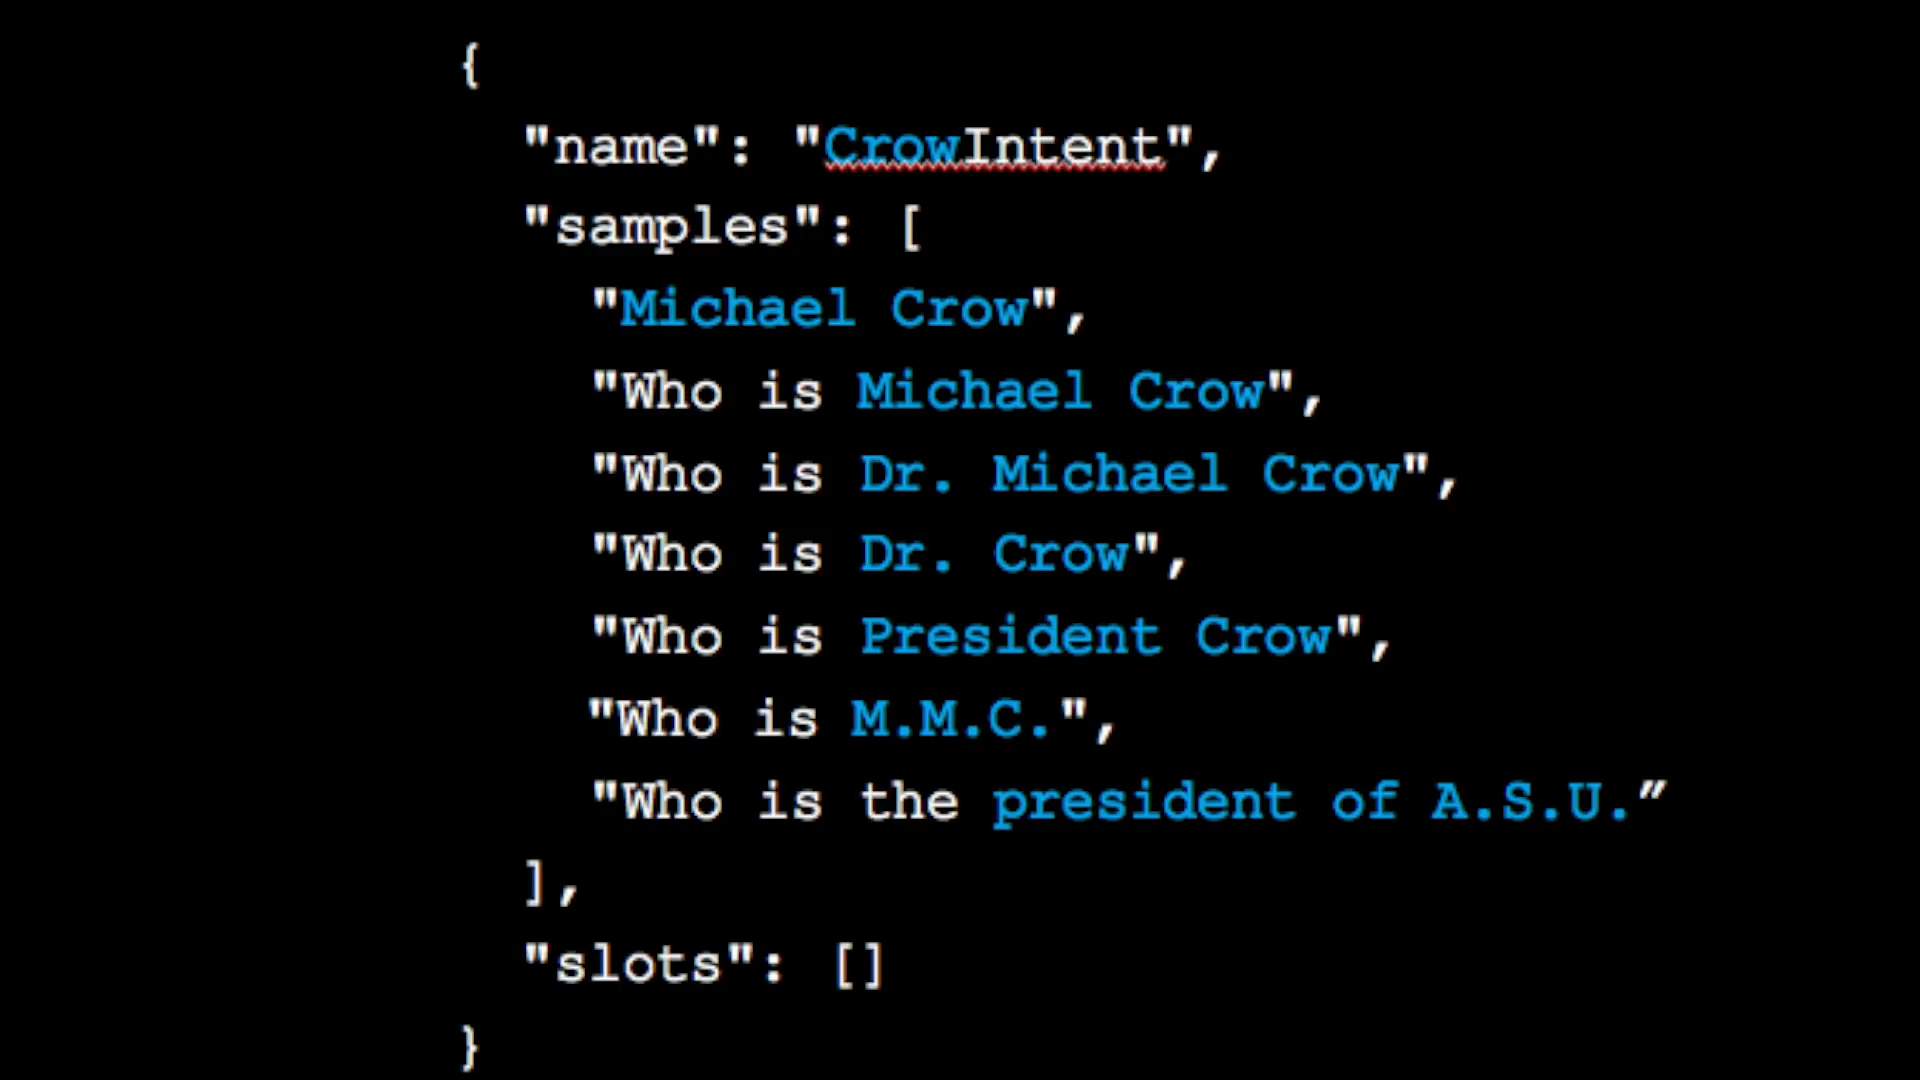 {
"name": "CrowIntent",
"samples": [
"Michael Crow",
"Who is Michael Crow",
"Who is Dr. Michael Crow",
"Who is Dr. Crow",
"Who is President Crow",
"Who is M.M.C.",
"Who is the president of A.S.U.”
],
"slots": []
}